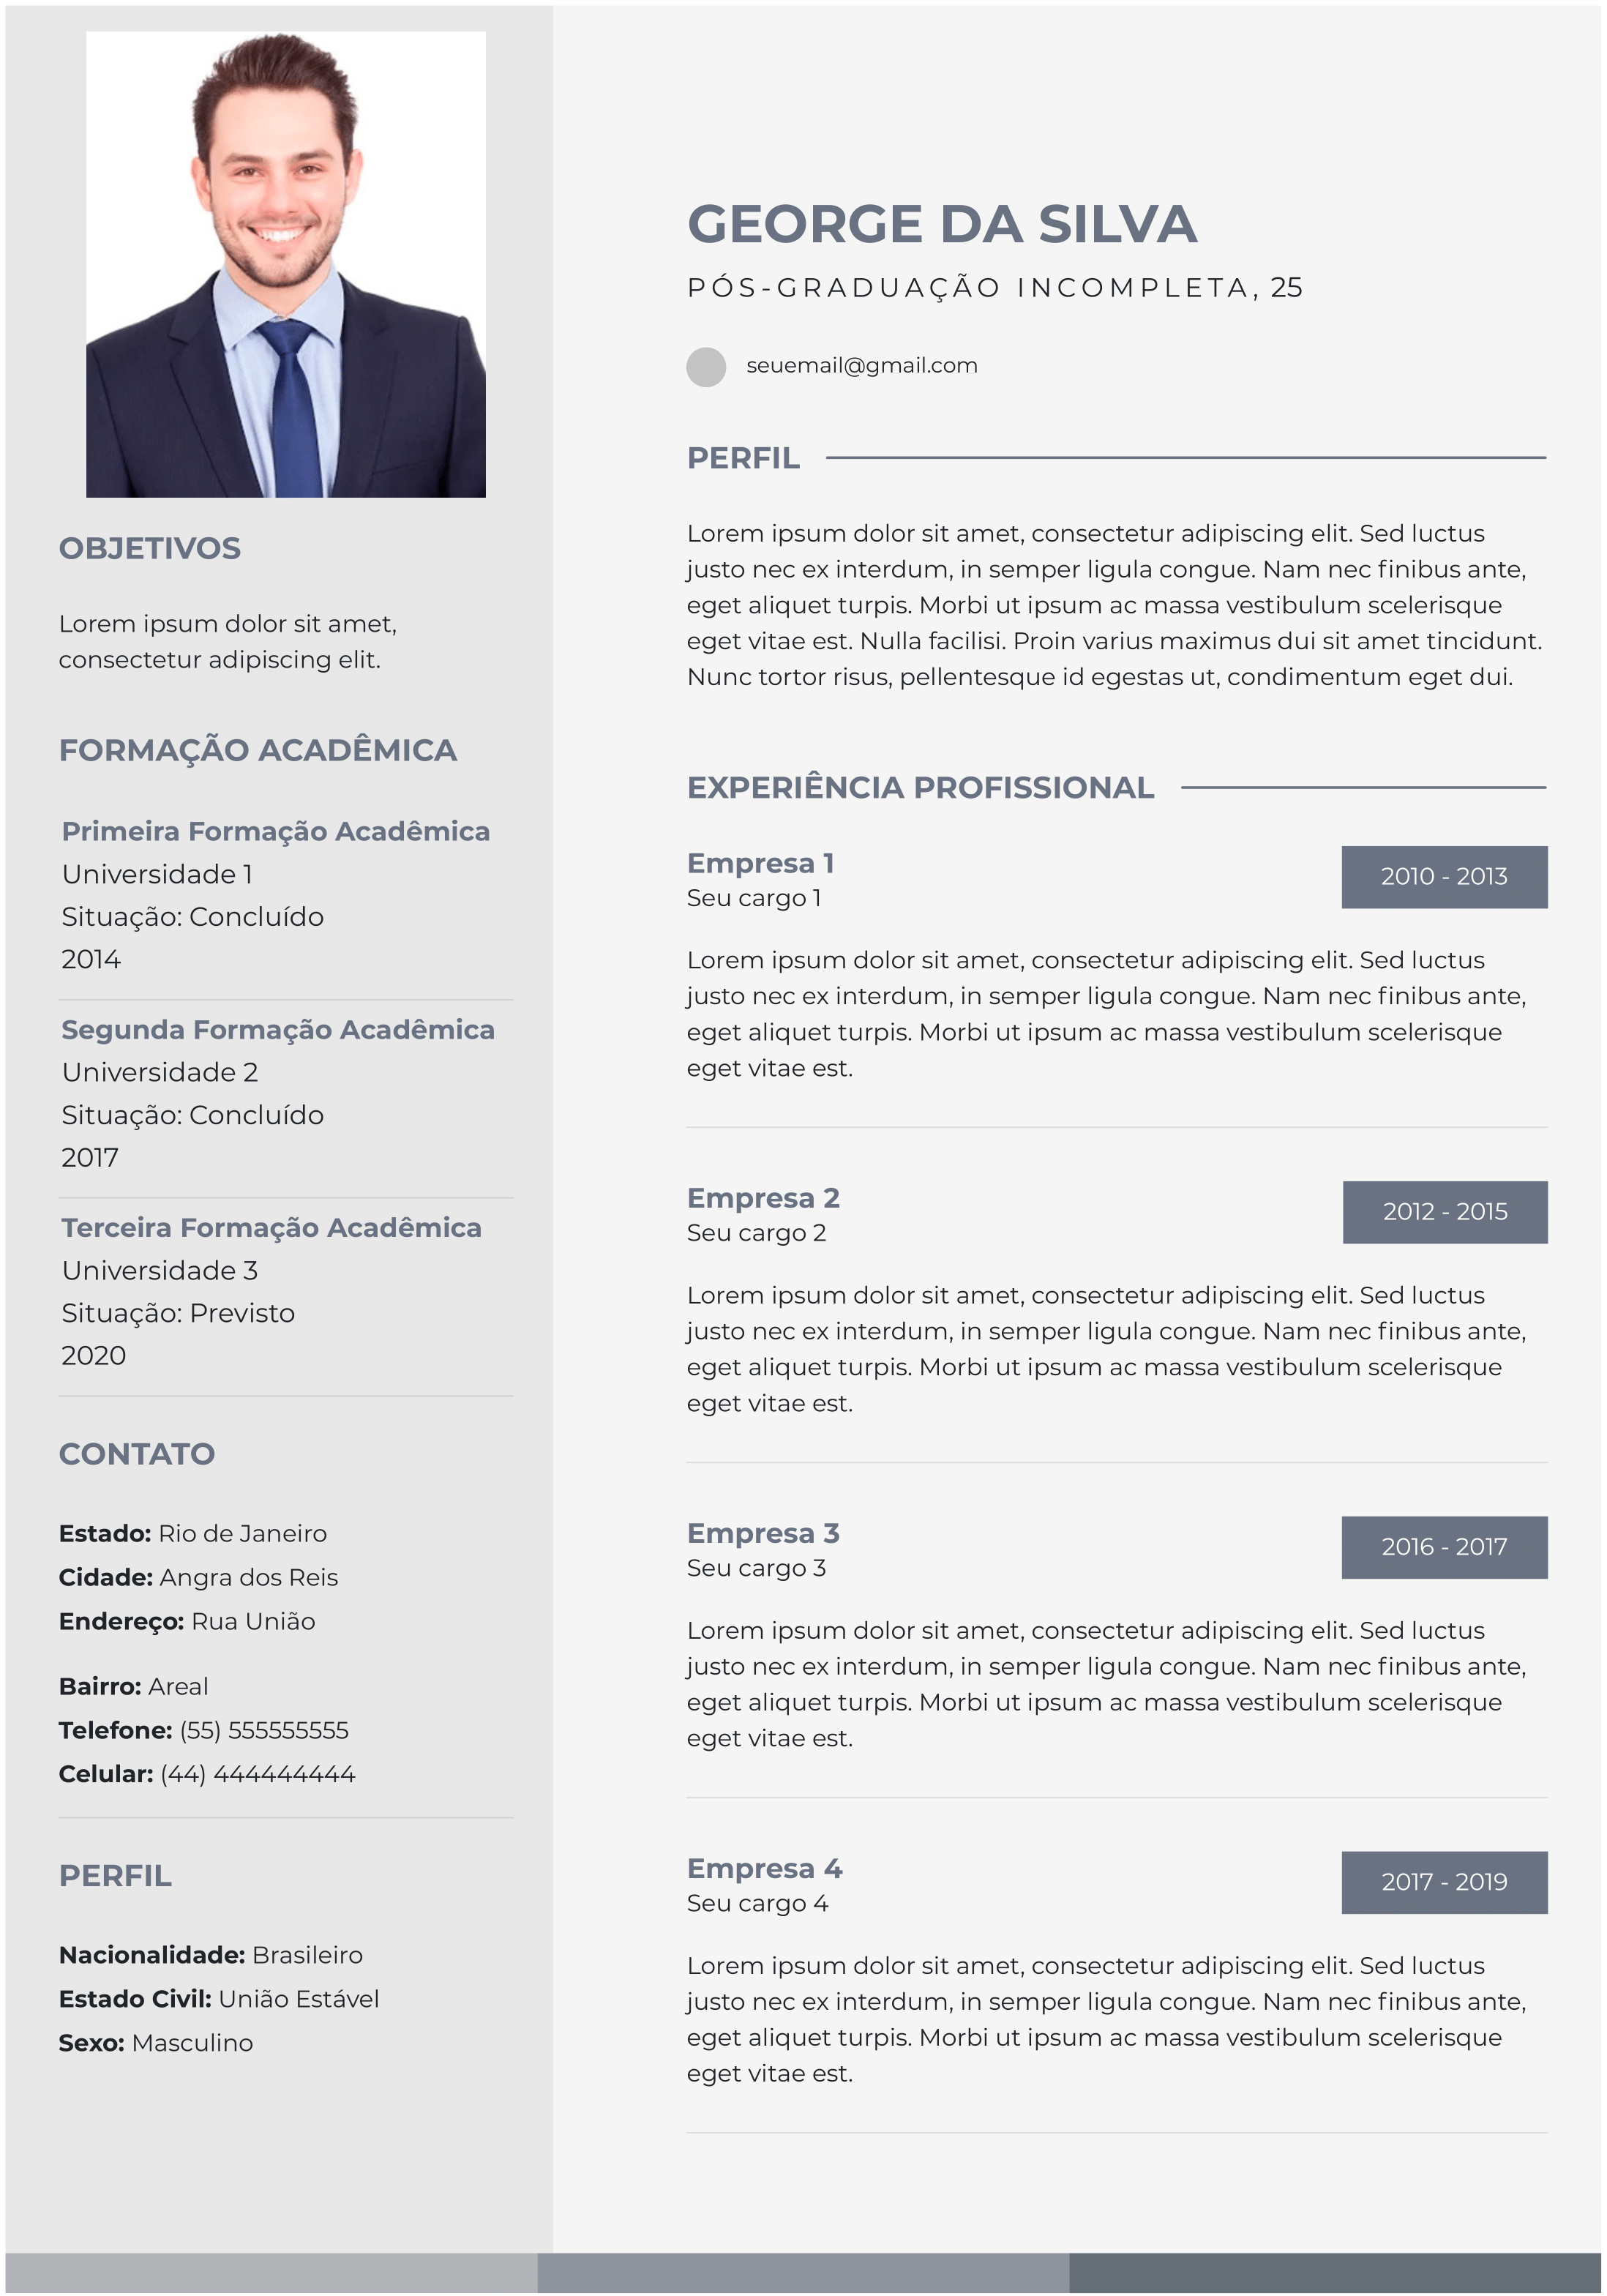 OBJETIVOS
Lorem ipsum dolor sit amet,
consectetur adipiscing elit.
FORMAÇÃO ACADÊMICA
Primeira Formação Acadêmica
Universidade 1
Situação: Concluído
2014
Segunda Formação Acadêmica
Universidade 2
Situação: Concluído
2017
Terceira Formação Acadêmica
Universidade 3
Situação: Previsto
2020
CONTATO
Estado: Rio de Janeiro
Cidade: Angra dos Reis
Endereço: Rua União
Bairro: Areal
Telefone: (55) 555555555
Celular: (44) 444444444
PERFIL
Nacionalidade: Brasileiro
Estado Civil: União Estável
Sexo: Masculino
GEORGE DA SILVA
PÓS-GRADUAÇÃO INCOMPLETA, 25
seuemail@gmail.com
PERFIL
Lorem ipsum dolor sit amet, consectetur adipiscing elit. Sed luctus
justo nec ex interdum, in semper ligula congue. Nam nec finibus ante,
eget aliquet turpis. Morbi ut ipsum ac massa vestibulum scelerisque
eget vitae est. Nulla facilisi. Proin varius maximus dui sit amet tincidunt.
Nunc tortor risus, pellentesque id egestas ut, condimentum eget dui.
EXPERIÊNCIA PROFISSIONAL
Empresa 1
Seu cargo 1
2010 - 2013
Lorem ipsum dolor sit amet, consectetur adipiscing elit. Sed luctus
justo nec ex interdum, in semper ligula congue. Nam nec finibus ante,
eget aliquet turpis. Morbi ut ipsum ac massa vestibulum scelerisque
eget vitae est.
Empresa 2
Seu cargo 2
2012 - 2015
Lorem ipsum dolor sit amet, consectetur adipiscing elit. Sed luctus
justo nec ex interdum, in semper ligula congue. Nam nec finibus ante,
eget aliquet turpis. Morbi ut ipsum ac massa vestibulum scelerisque
eget vitae est.
Empresa 3
Seu cargo 3
2016 - 2017
Lorem ipsum dolor sit amet, consectetur adipiscing elit. Sed luctus
justo nec ex interdum, in semper ligula congue. Nam nec finibus ante,
eget aliquet turpis. Morbi ut ipsum ac massa vestibulum scelerisque
eget vitae est.
Empresa 4
Seu cargo 4
2017 - 2019
Lorem ipsum dolor sit amet, consectetur adipiscing elit. Sed luctus
justo nec ex interdum, in semper ligula congue. Nam nec finibus ante,
eget aliquet turpis. Morbi ut ipsum ac massa vestibulum scelerisque
eget vitae est.